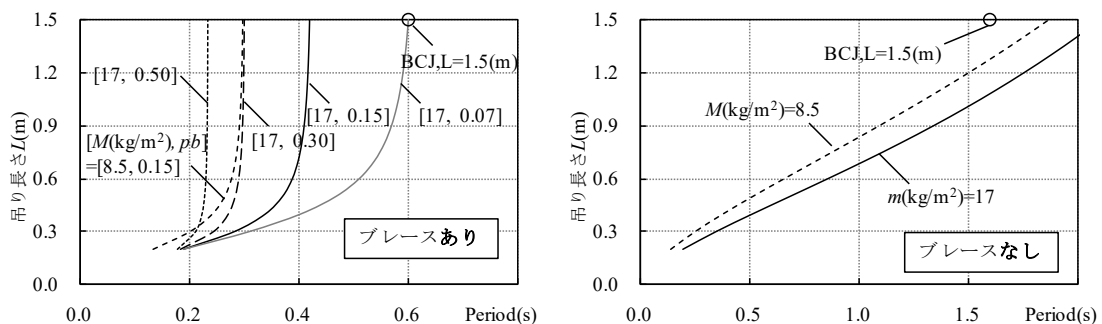 1.5
1.2
0.9
0.6
0.3
0.0
吊り長さL(m)
0.0
0.2
0.4
0.6
Period(s)
BCJ,L=1.5(m)
[17, 0.50]
[17, 0.15]
[17, 0.07]
[17, 0.30]
[M(kg/m²), pb]
=[8.5, 0.15]
ブレースあり
1.5
1.2
0.9
0.6
0.3
0.0
吊り長さL(m)
0.0
0.5
1.0
1.5
Period(s)
BCJ,L=1.5(m)
M(kg/m²)=8.5
m(kg/m²)=17
ブレースなし